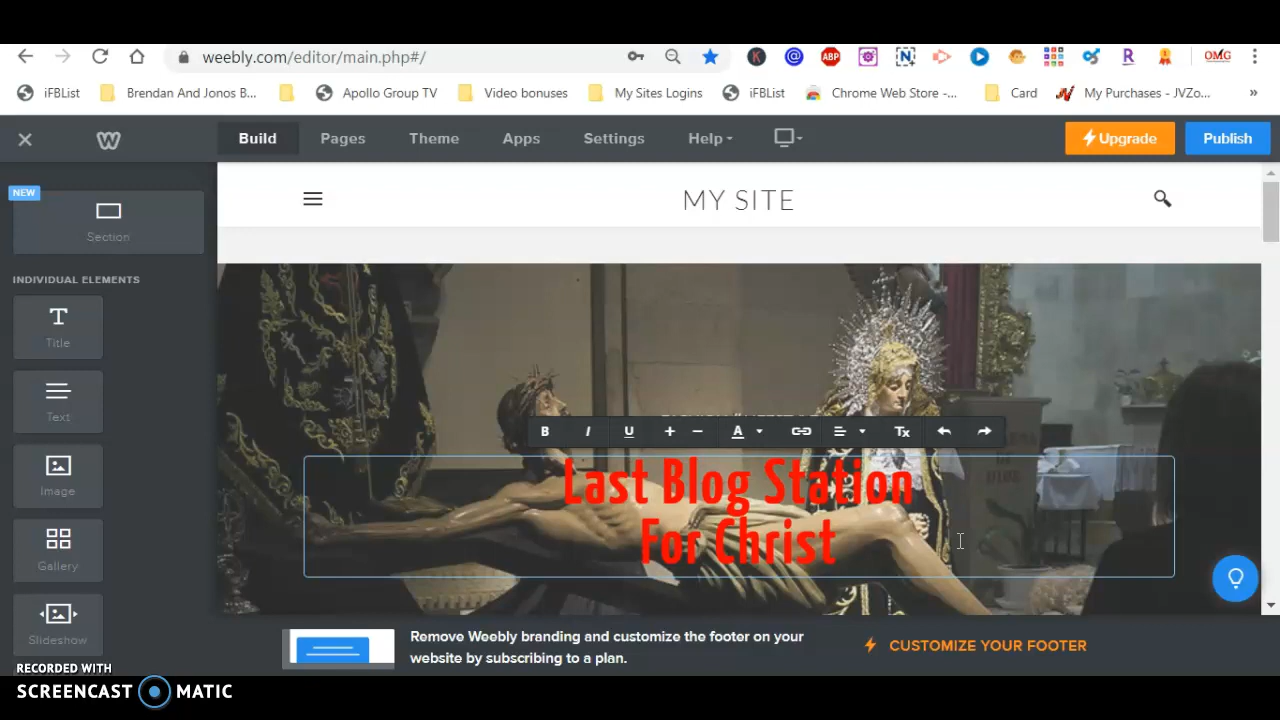 weebly.com/editor/main.php#/
ABP
N
R
OMG
iFBList
Brendan And Jonos B...
Apollo Group TV
Video bonuses
My Sites Logins
iFBList
Chrome Web Store -...
Card
My Purchases - JVZo...
»
Build
Pages
Theme
Apps
Settings
Help
Upgrade
Publish
NEW
Section
MY SITE
INDIVIDUAL ELEMENTS
Title
Text
Image
Gallery
Slideshow
B I U + − A Tx
Last Blog Station
For Christ
Remove Weebly branding and customize the footer on your
website by subscribing to a plan.
CUSTOMIZE YOUR FOOTER
RECORDED WITH
SCREENCAST MATIC